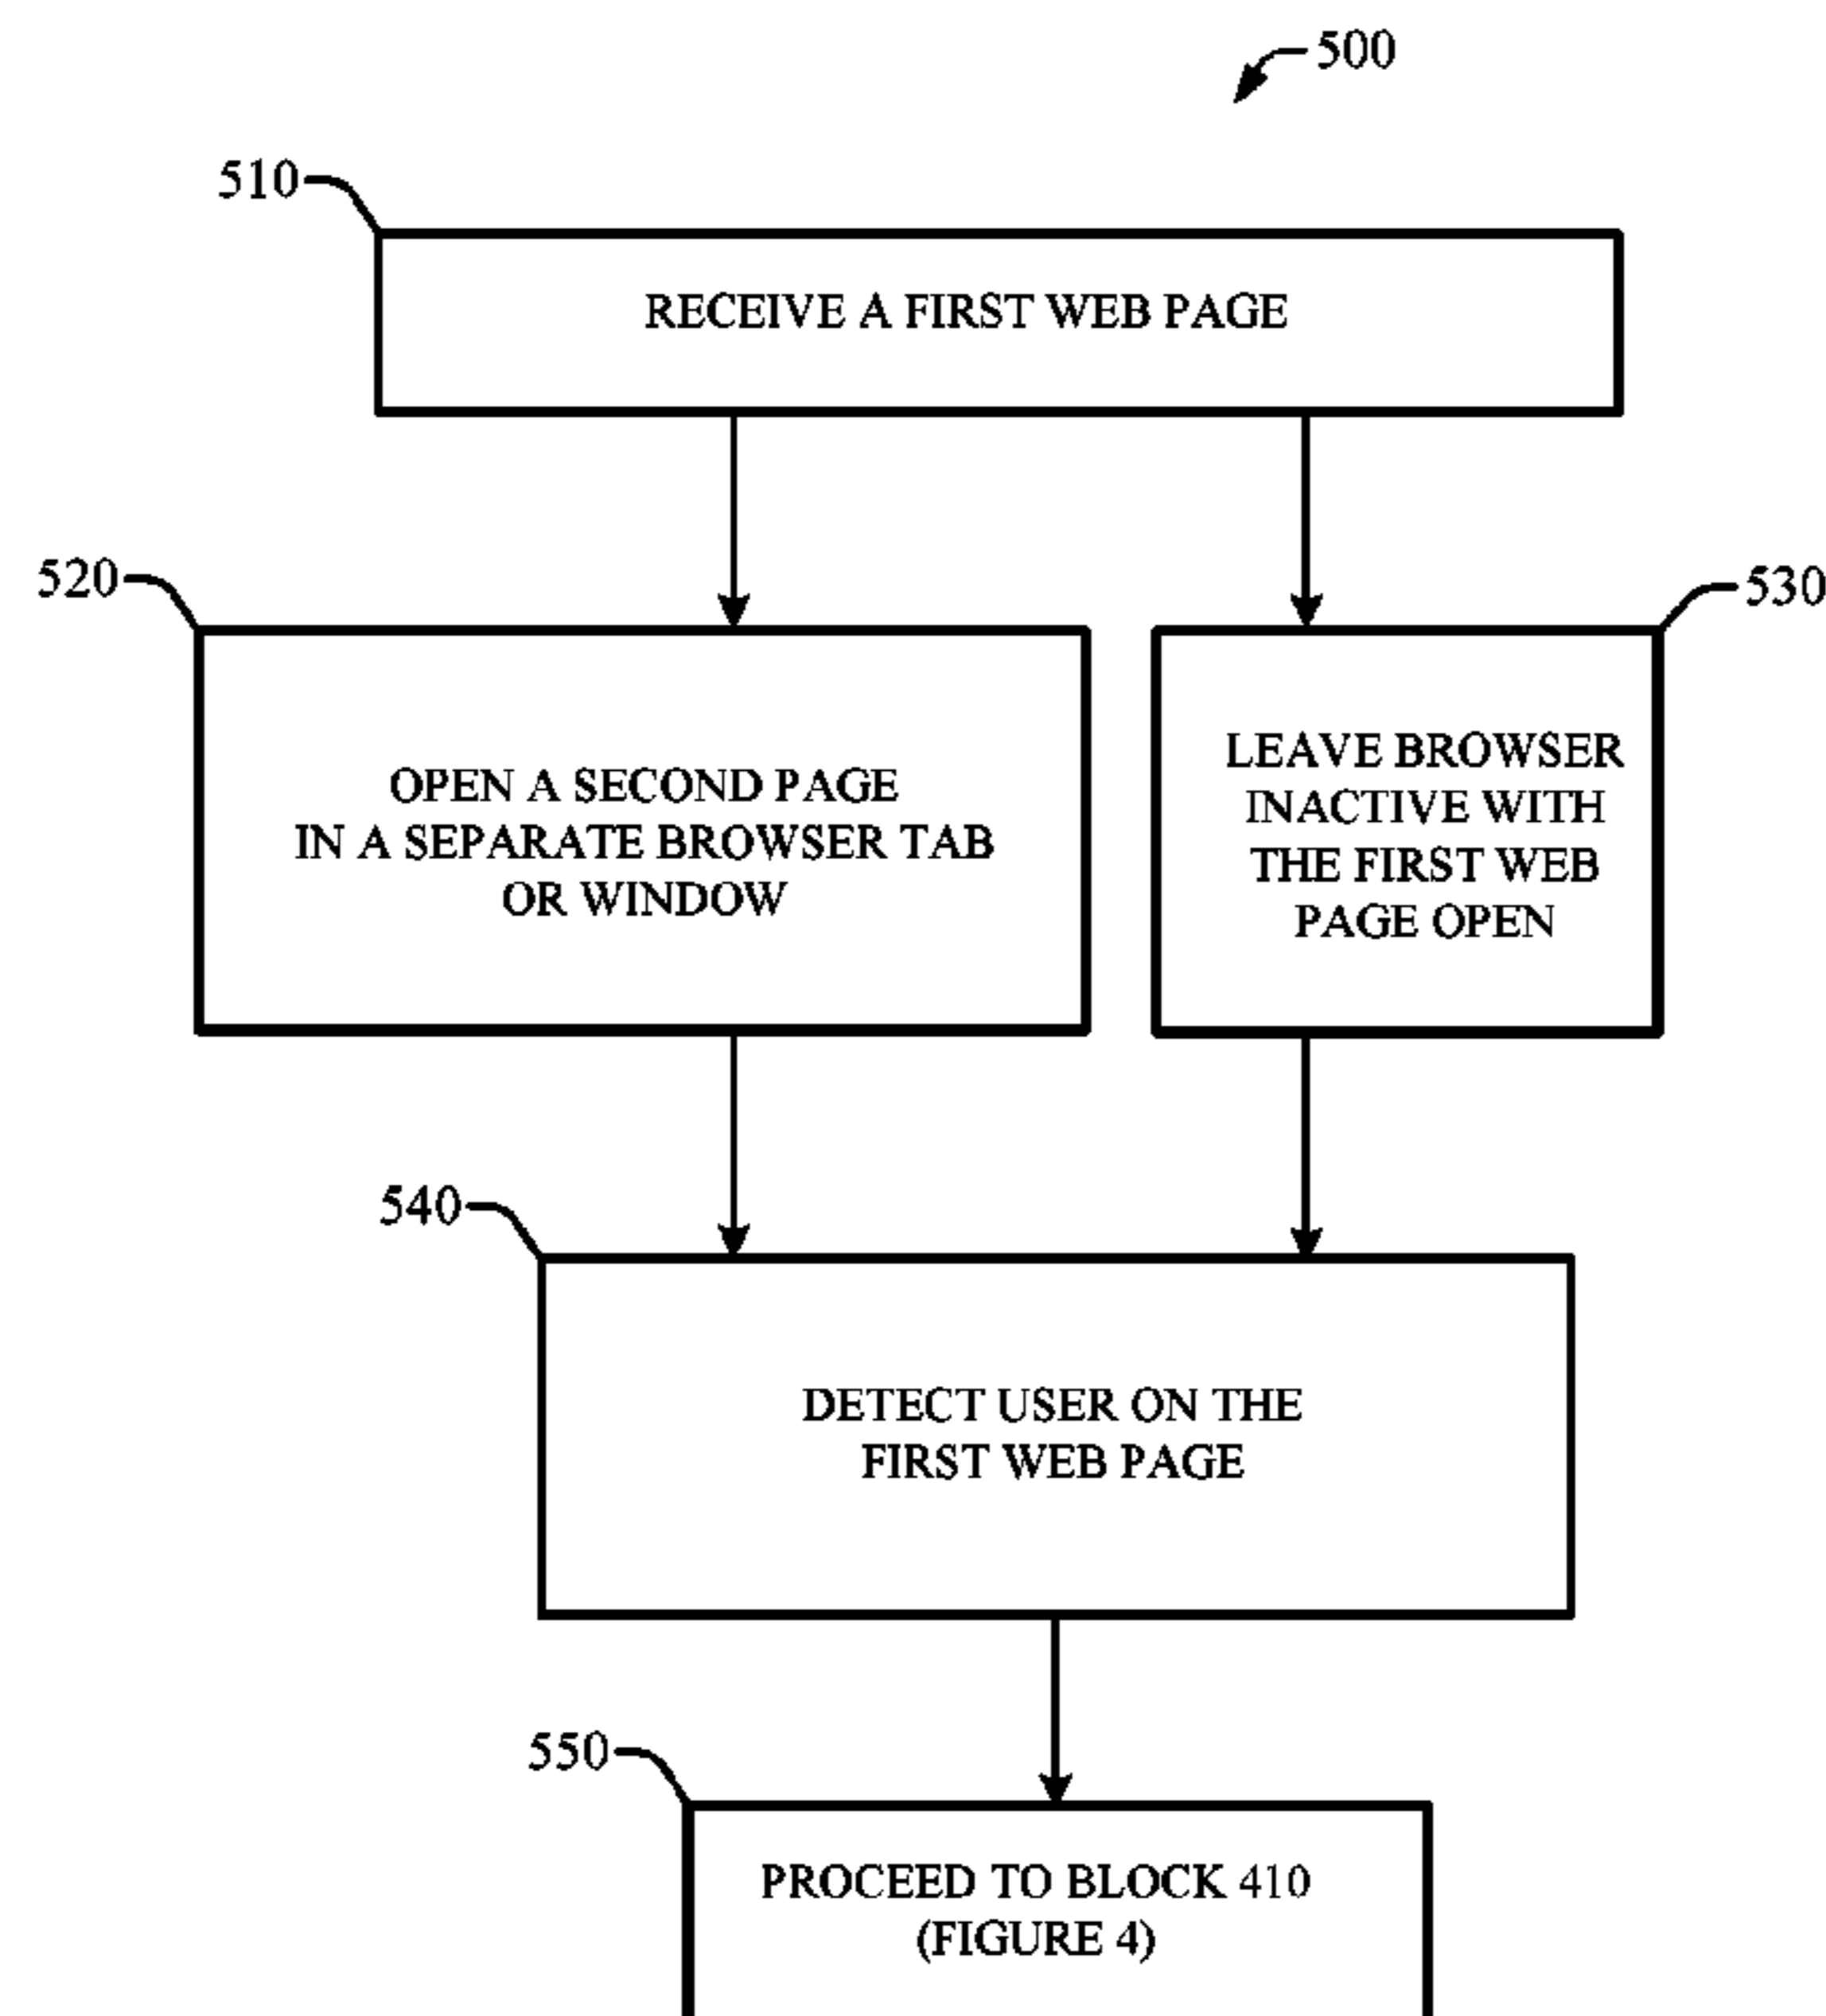 500
510
RECEIVE A FIRST WEB PAGE
520
530
OPEN A SECOND PAGE
IN A SEPARATE BROWSER TAB
OR WINDOW
LEAVE BROWSER
INACTIVE WITH
THE FIRST WEB
PAGE OPEN
540
DETECT USER ON THE
FIRST WEB PAGE
550
PROCEED TO BLOCK 410
(FIGURE 4)